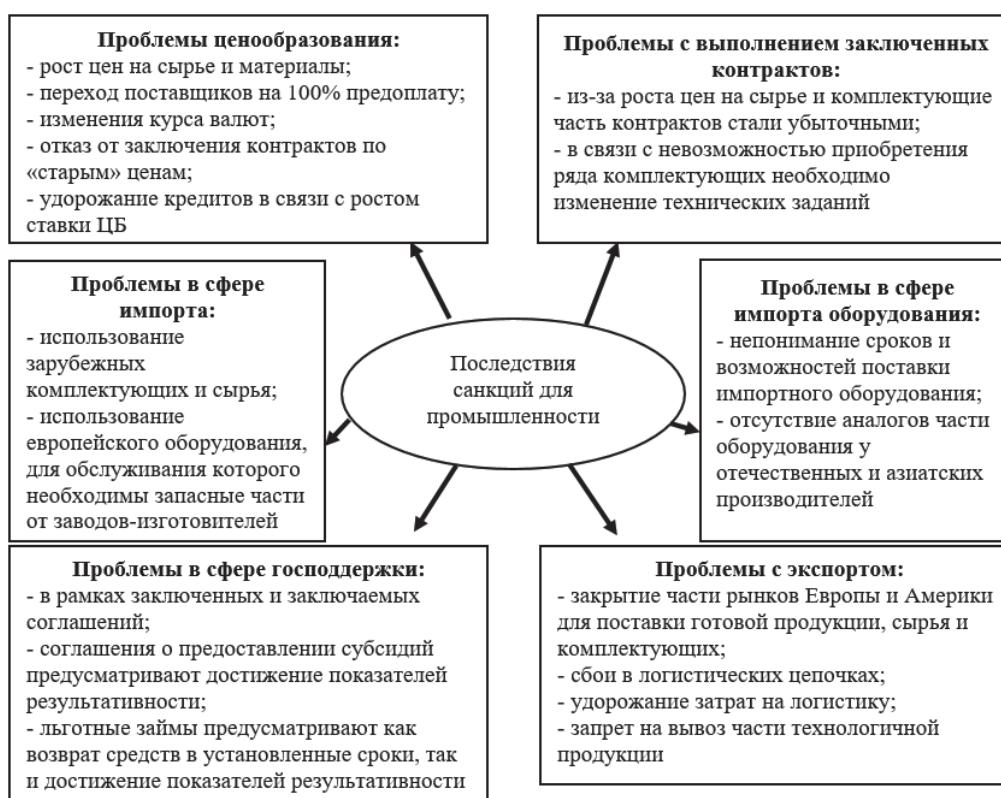 Проблемы ценообразования:
- рост цен на сырье и материалы;
- переход поставщиков на 100% предоплату;
- изменения курса валют;
- отказ от заключения контрактов по
«старым» ценам;
- удорожание кредитов в связи с ростом
ставки ЦБ
Проблемы с выполнением заключенных
контрактов:
- из-за роста цен на сырье и комплектующие
часть контрактов стали убыточными;
- в связи с невозможностью приобретения
ряда комплектующих необходимо
изменение технических заданий
Проблемы в сфере
импорта:
- использование
зарубежных
комплектующих и сырья;
- использование
европейского оборудования,
для обслуживания которого
необходимы запасные части
от заводов-изготовителей
Последствия
санкций для
промышленности
Проблемы в сфере
импорта оборудования:
- непонимание сроков и
возможностей поставки
импортного оборудования;
- отсутствие аналогов части
оборудования у
отечественных и азиатских
производителей
Проблемы в сфере господдержки:
- в рамках заключенных и заключаемых
соглашений;
- соглашения о предоставлении субсидий
предусматривают достижение показателей
результативности;
- льготные займы предусматривают как
возврат средств в установленные сроки, так
и достижение показателей результативности
Проблемы с экспортом:
- закрытие части рынков Европы и Америки
для поставки готовой продукции, сырья и
комплектующих;
- сбои в логистических цепочках;
- удорожание затрат на логистику;
- запрет на вывоз части технологичной
продукции